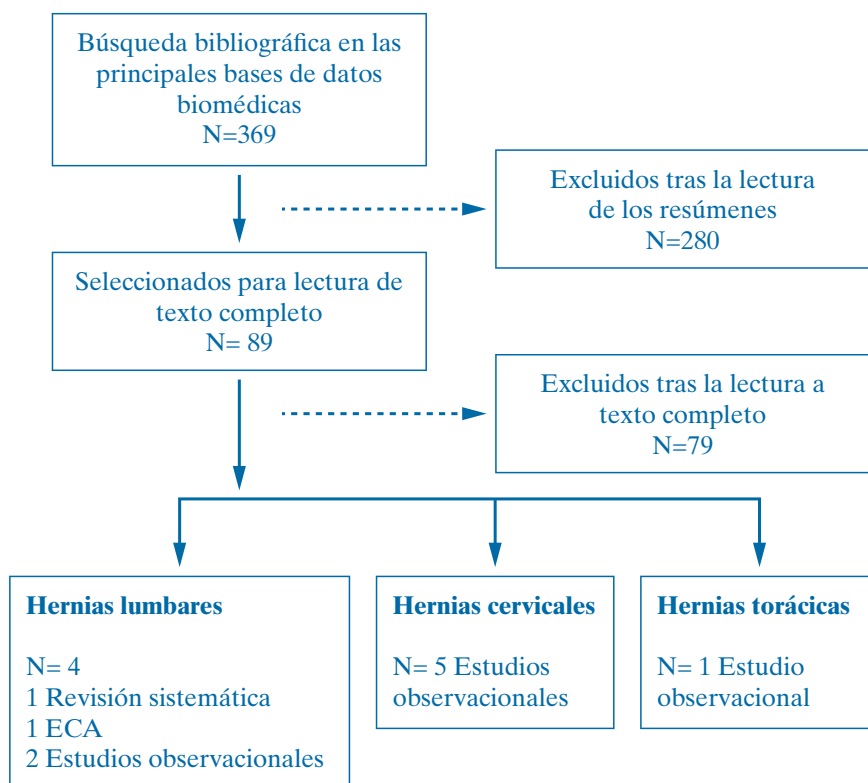 Búsqueda bibliográfica en las
principales bases de datos
biomédicas
N=369
Excluidos tras la lectura
de los resúmenes
N=280
Seleccionados para lectura de
texto completo
N= 89
Excluidos tras la lectura a
texto completo
N=79
Hernias lumbares
N= 4
1 Revisión sistemática
1 ECA
2 Estudios observacionales
Hernias cervicales
N= 5 Estudios
observacionales
Hernias torácicas
N= 1 Estudio
observacional